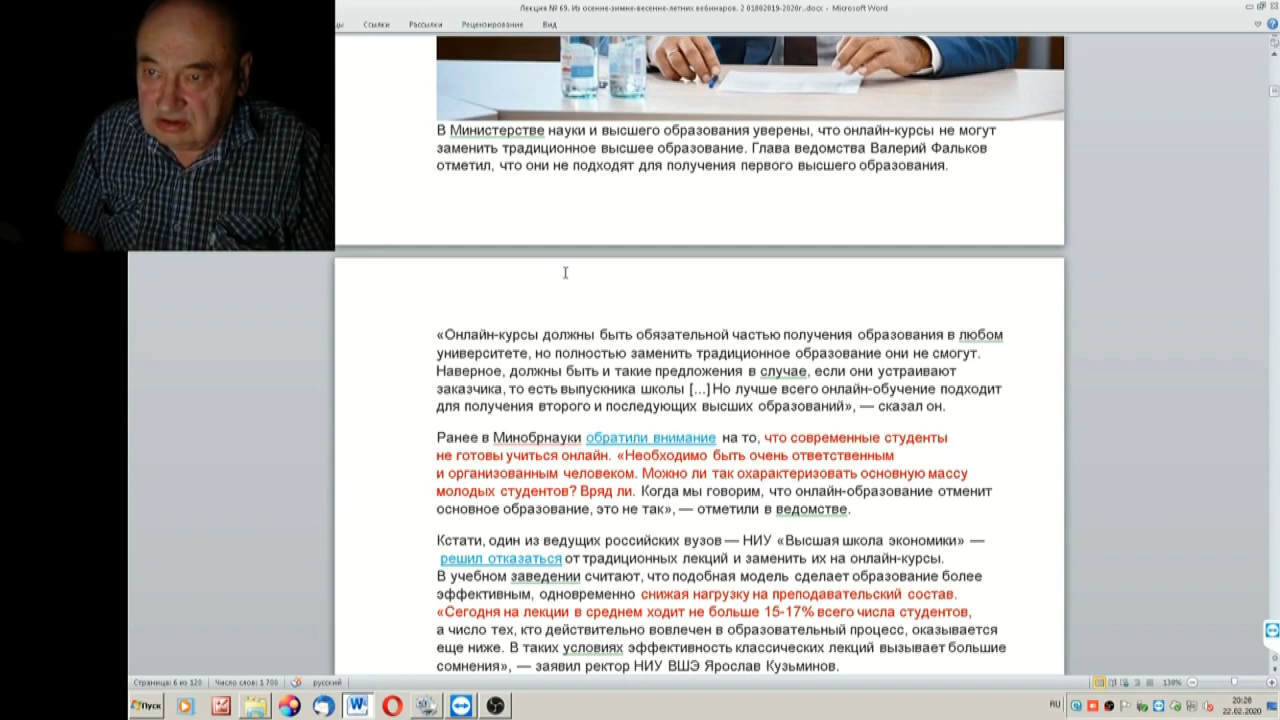 Лекция № 69. Из осенне-зимне-весенне-летних вебинаров. 2 01802019-2020г..docx - Microsoft Word
Ссылки Рассылки Рецензирование Вид
В Министерстве науки и высшего образования уверены, что онлайн-курсы не могут
заменить традиционное высшее образование. Глава ведомства Валерий Фальков
отметил, что они не подходят для получения первого высшего образования.
«Онлайн-курсы должны быть обязательной частью получения образования в любом
университете, но полностью заменить традиционное образование они не смогут.
Наверное, должны быть и такие предложения в случае, если они устраивают
заказчика, то есть выпускника школы [...] Но лучше всего онлайн-обучение подходит
для получения второго и последующих высших образований», — сказал он.
Ранее в Минобрнауки обратили внимание на то, что современные студенты
не готовы учиться онлайн. «Необходимо быть очень ответственным
и организованным человеком. Можно ли так охарактеризовать основную массу
молодых студентов? Вряд ли. Когда мы говорим, что онлайн-образование отменит
основное образование, это не так», — отметили в ведомстве.
Кстати, один из ведущих российских вузов — НИУ «Высшая школа экономики» —
решил отказаться от традиционных лекций и заменить их на онлайн-курсы.
В учебном заведении считают, что подобная модель сделает образование более
эффективным, одновременно снижая нагрузку на преподавательский состав.
«Сегодня на лекции в среднем ходит не больше 15-17% всего числа студентов,
а число тех, кто действительно вовлечен в образовательный процесс, оказывается
еще ниже. В таких условиях эффективность классических лекций вызывает большие
сомнения», — заявил ректор НИУ ВШЭ Ярослав Кузьминов.
Страница: 6 из 120 Число слов: 1 700 русский 138%
Пуск RU 20:28
22.02.2020